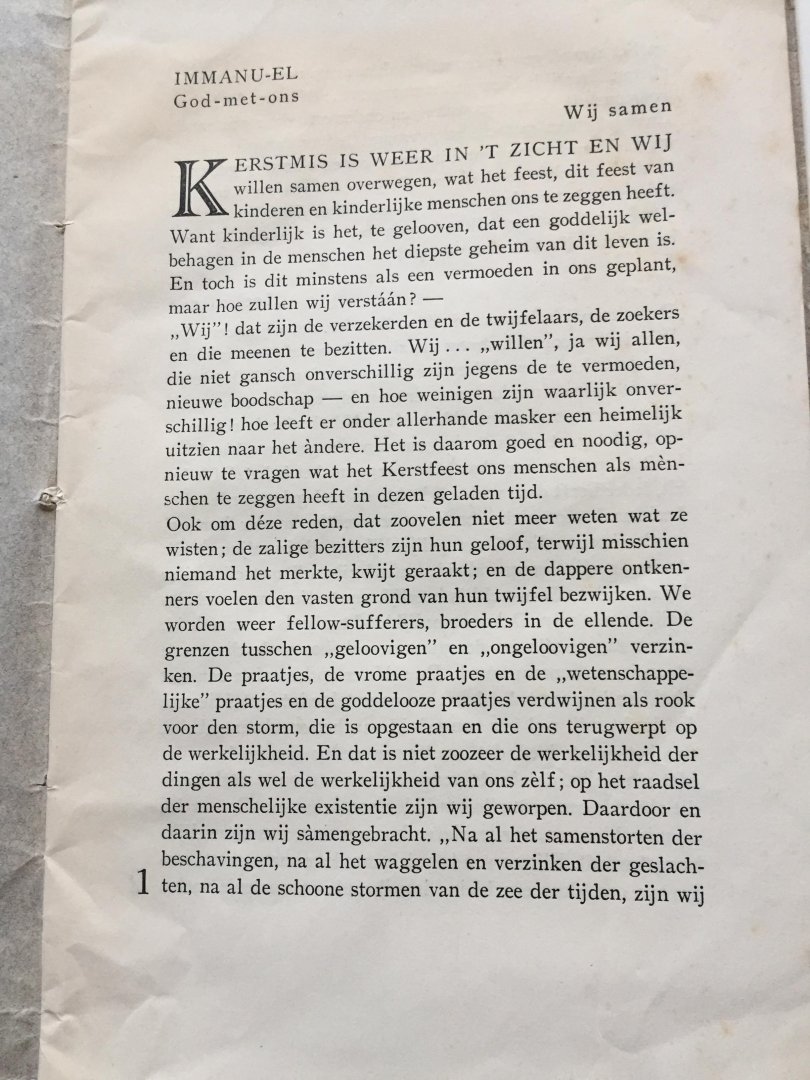 IMMANU-EL
God-met-ons
Wij samen
KERSTMIS IS WEER IN 'T ZICHT EN WIJ
willen samen overwegen, wat het feest, dit feest van
kinderen en kinderlijke menschen ons te zeggen heeft.
Want kinderlijk is het, te gelooven, dat een goddelijk wel-
behagen in de menschen het diepste geheim van dit leven is.
En toch is dit minstens als een vermoeden in ons geplant,
maar hoe zullen wij verstáán? —
„Wij”! dat zijn de verzekerden en de twijfelaars, de zoekers
en die meenen te bezitten. Wij... „willen”, ja wij allen,
die niet gansch onverschillig zijn jegens de te vermoeden,
nieuwe boodschap — en hoe weinigen zijn waarlijk onver-
schillig! hoe leeft er onder allerhande masker een heimelijk
uitzien naar het àndere. Het is daarom goed en noodig, op-
nieuw te vragen wat het Kerstfeest ons menschen als mèn-
schen te zeggen heeft in dezen geladen tijd.
Ook om déze reden, dat zoovelen niet meer weten wat ze
wisten; de zalige bezitters zijn hun geloof, terwijl misschien
niemand het merkte, kwijt geraakt; en de dappere ontken-
ners voelen den vasten grond van hun twijfel bezwijken. We
worden weer fellow-sufferers, broeders in de ellende. De
grenzen tusschen „geloovigen” en „ongeloovigen” verzin-
ken. De praatjes, de vrome praatjes en de „wetenschappe-
lijke” praatjes en de goddelooze praatjes verdwijnen als rook
voor den storm, die is opgestaan en die ons terugwerpt op
de werkelijkheid. En dat is niet zoozeer de werkelijkheid der
dingen als wel de werkelijkheid van ons zèlf; op het raadsel
der menschelijke existentie zijn wij geworpen. Daardoor en
daarin zijn wij sàmengebracht. „Na al het samenstorten der
beschavingen, na al het waggelen en verzinken der geslach-
1 ten, na al de schoone stormen van de zee der tijden, zijn wij